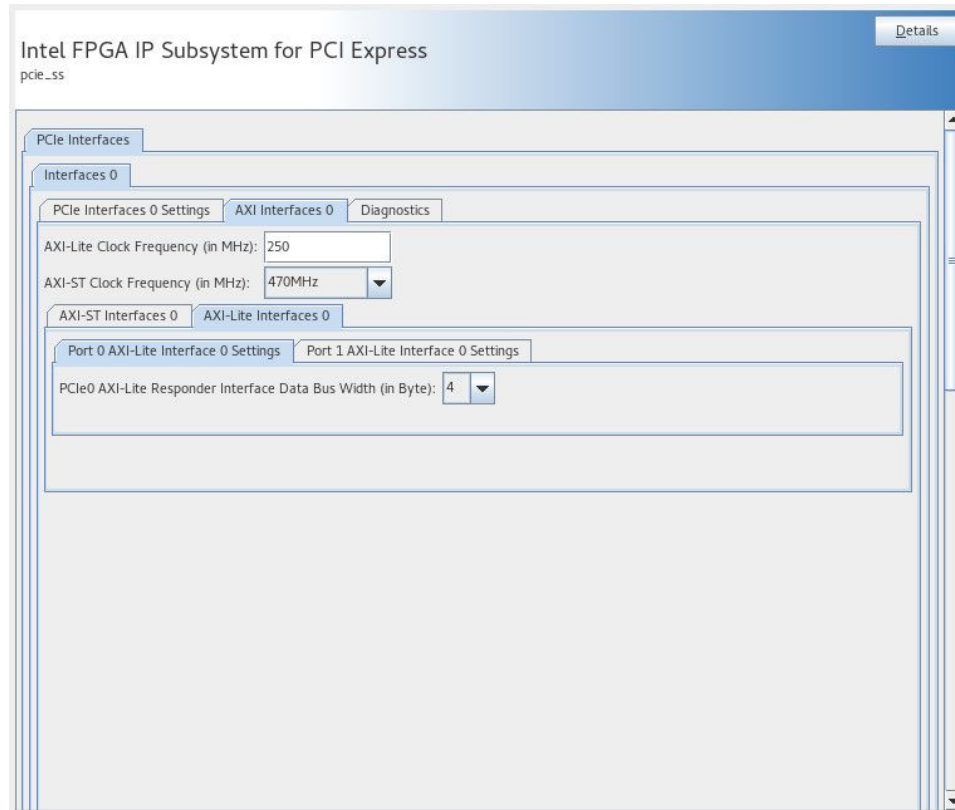 Details
Intel FPGA IP Subsystem for PCI Express
pcie_ss
PCIe Interfaces
Interfaces 0
PCIe Interfaces 0 Settings AXI Interfaces 0 Diagnostics
AXI-Lite Clock Frequency (in MHz): 250
AXI-ST Clock Frequency (in MHz): 470MHz
AXI-ST Interfaces 0 AXI-Lite Interfaces 0
Port 0 AXI-Lite Interface 0 Settings Port 1 AXI-Lite Interface 0 Settings
PCIe0 AXI-Lite Responder Interface Data Bus Width (in Byte): 4